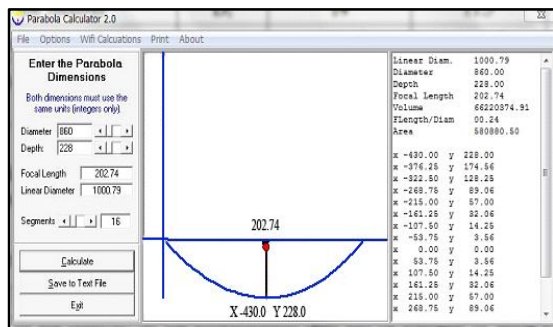 Parabola Calculator 2.0
File Options Wifi Calcuations Print About
Enter the Parabola
Dimensions
Both dimensions must use the
same units (integers only).
Diameter 860
Depth: 228
Focal Length 202.74
Linear Diameter 1000.79
Segments 16
Calculate
Save to Text File
Exit
202.74
X -430.0 Y 228.0
Linear Diam. 1000.79
Diameter 860.00
Depth 228.00
Focal Length 202.74
Volume 66220874.91
FLength/Diam 00.24
Area 580880.50
x -430.00 y 228.00
x -376.25 y 174.56
x -322.50 y 128.25
x -268.75 y 89.06
x -215.00 y 57.00
x -161.25 y 32.06
x -107.50 y 14.25
x -53.75 y 3.56
x 0.00 y 0.00
x 53.75 y 3.56
x 107.50 y 14.25
x 161.25 y 32.06
x 215.00 y 57.00
x 268.75 y 89.06